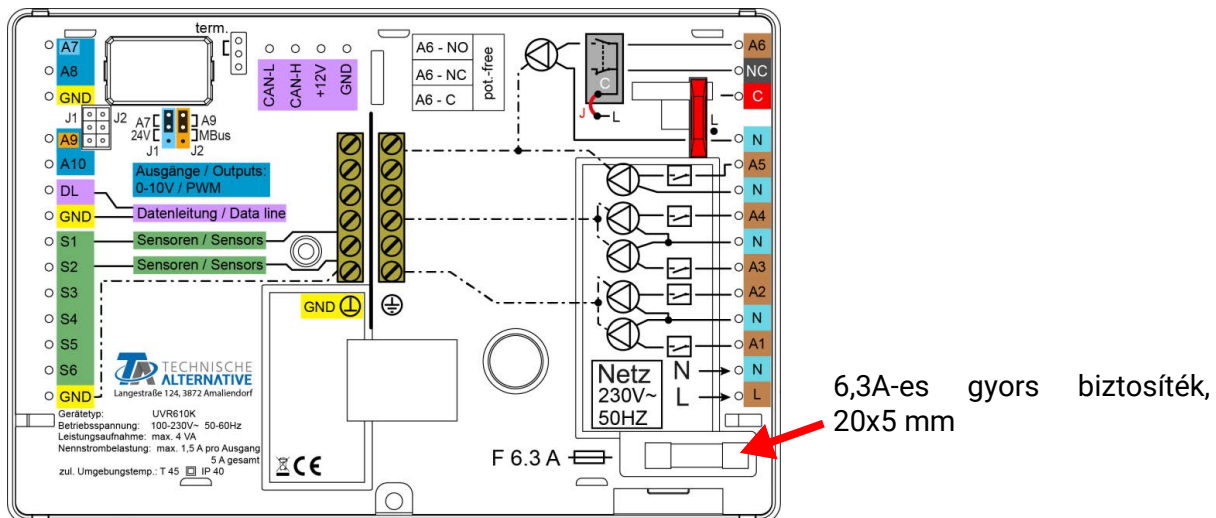 term.
A7
A8
GND
J1
J2
A9
A10
DL
GND
S1
S2
S3
S4
S5
S6
GND
A7
24V
A9
MBus
J1
J2
CAN-L
CAN-H
+12V
GND
A6 - NO
A6 - NC
A6 - C
pot.-free
Ausgänge / Outputs:
0-10V / PWM
Datenleitung / Data line
Sensoren / Sensors
Sensoren / Sensors
GND
C
J
L
L
A6
NC
C
N
A5
N
A4
N
A3
A2
N
A1
N
L
Netz
230V~
50HZ
N
L
TA TECHNISCHE
ALTERNATIVE
Langestraße 124, 3872 Amaliendorf
Gerätetyp: UVR610K
Betriebsspannung: 100-230V~ 50-60Hz
Leistungsaufnahme: max. 4 VA
Nennstrombelastung: max. 1,5 A pro Ausgang
5 A gesamt
zul. Umgebungstemp.: T 45 IP 40
CE
F 6.3 A
6,3A-es gyors biztosíték,
20x5 mm